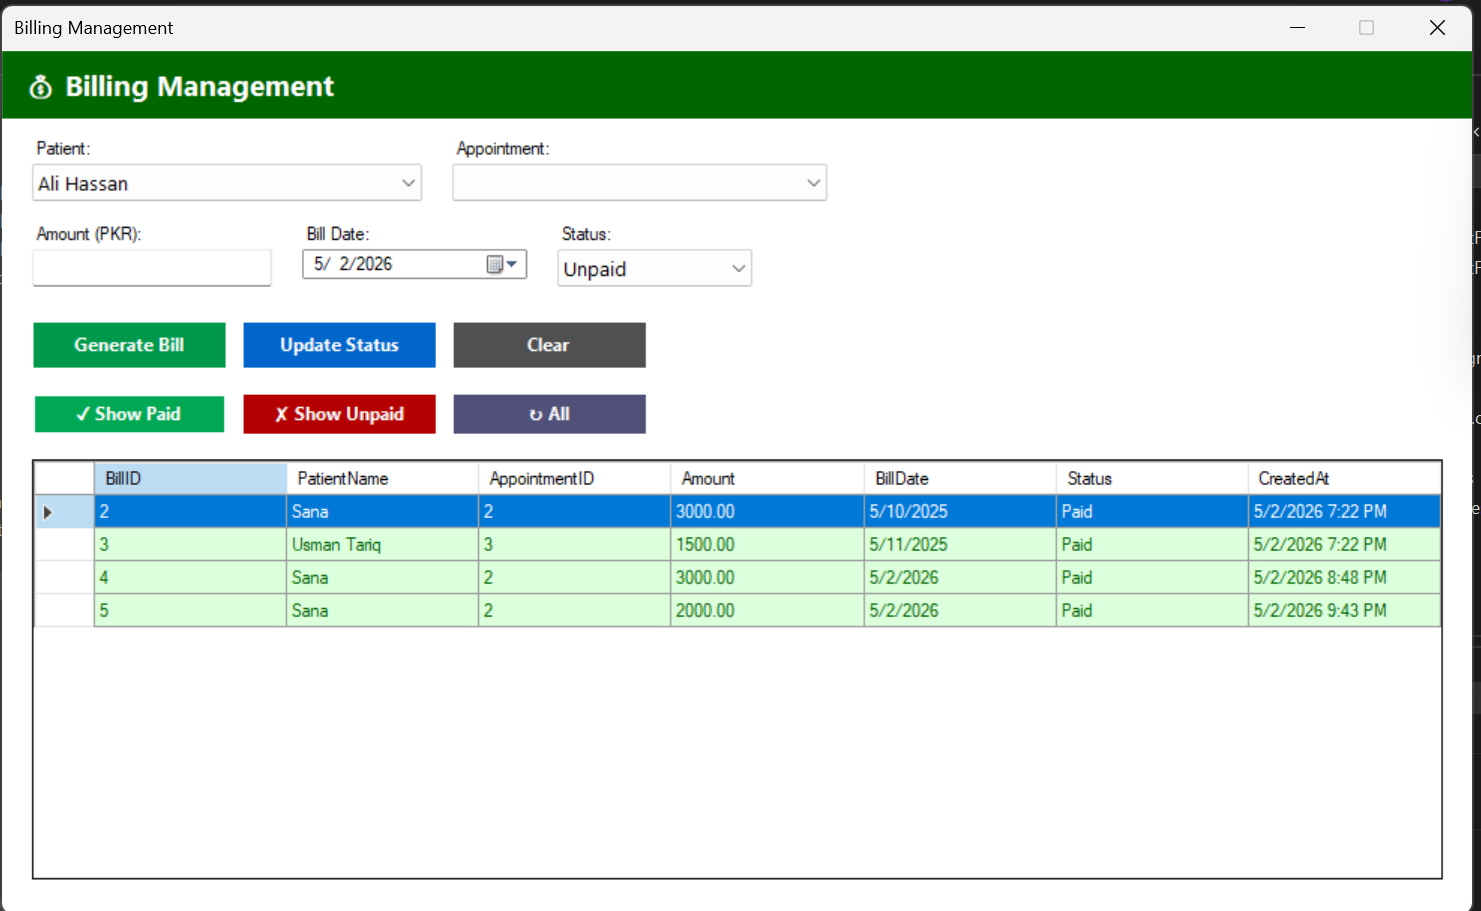 Billing Management
Billing Management
Patient:
Appointment:
Ali Hassan
Amount (PKR):
Bill Date:
Status:
5/ 2/2026
Unpaid
Generate Bill
Update Status
Clear
✓ Show Paid
✗ Show Unpaid
↻ All
BillID PatientName AppointmentID Amount BillDate Status CreatedAt
2 Sana 2 3000.00 5/10/2025 Paid 5/2/2026 7:22 PM
3 Usman Tariq 3 1500.00 5/11/2025 Paid 5/2/2026 7:22 PM
4 Sana 2 3000.00 5/2/2026 Paid 5/2/2026 8:48 PM
5 Sana 2 2000.00 5/2/2026 Paid 5/2/2026 9:43 PM